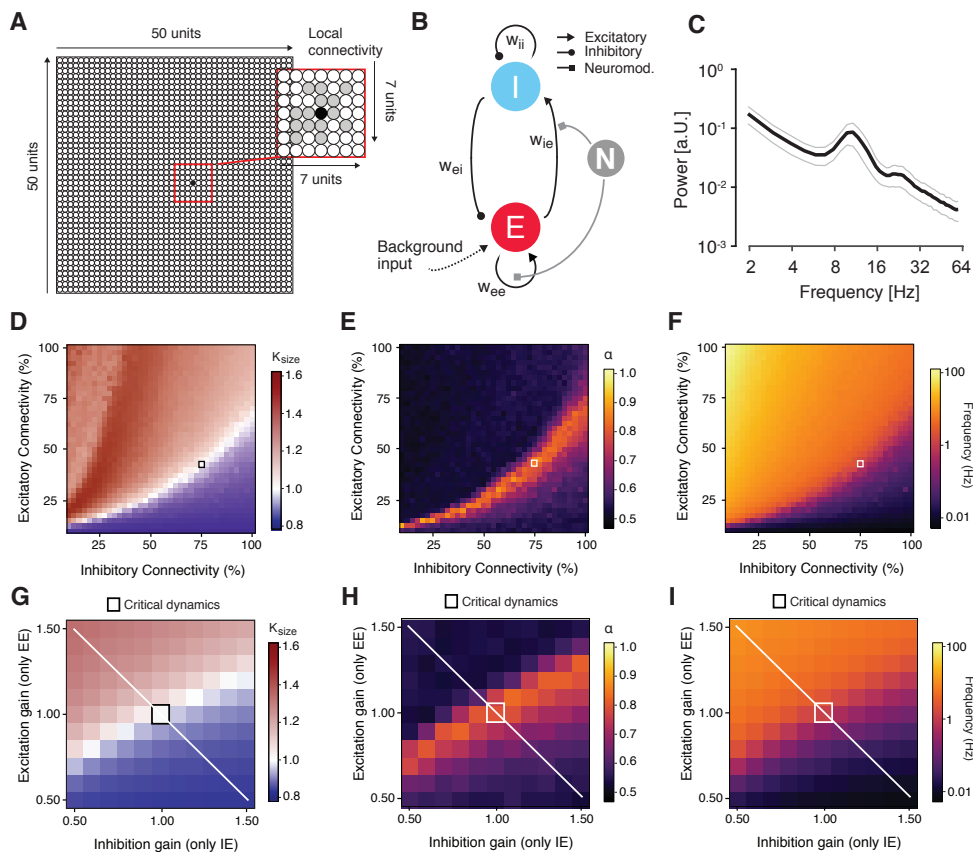 A
50 units
50 units
Local
connectivity
7
units
7 units
B
w_ii
I
w_ei
w_ie
N
E
w_ee
Background
input
Excitatory
Inhibitory
Neuromod.
C
Power [a.U.]
10^0
10^-1
10^-2
10^-3
2 4 8 16 32 64
Frequency [Hz]
D
Excitatory Connectivity (%)
100
75
50
25
25 50 75 100
Inhibitory Connectivity (%)
K_size
1.6
1.4
1.2
1.0
0.8
E
100
75
50
25
25 50 75 100
Inhibitory Connectivity (%)
α
1.0
0.9
0.8
0.7
0.6
0.5
F
100
75
50
25
25 50 75 100
Inhibitory Connectivity (%)
100
1
0.01
Frequency (Hz)
G
Critical dynamics
Excitation gain (only EE)
1.50
1.00
0.50
0.50 1.00 1.50
Inhibition gain (only IE)
K_size
1.6
1.4
1.2
1.0
0.8
H
Critical dynamics
Excitation gain (only EE)
1.50
1.00
0.50
0.50 1.00 1.50
Inhibition gain (only IE)
α
1.0
0.9
0.8
0.7
0.6
0.5
I
Critical dynamics
Excitation gain (only EE)
1.50
1.00
0.50
0.50 1.00 1.50
Inhibition gain (only IE)
100
1
0.01
Frequency (hz)